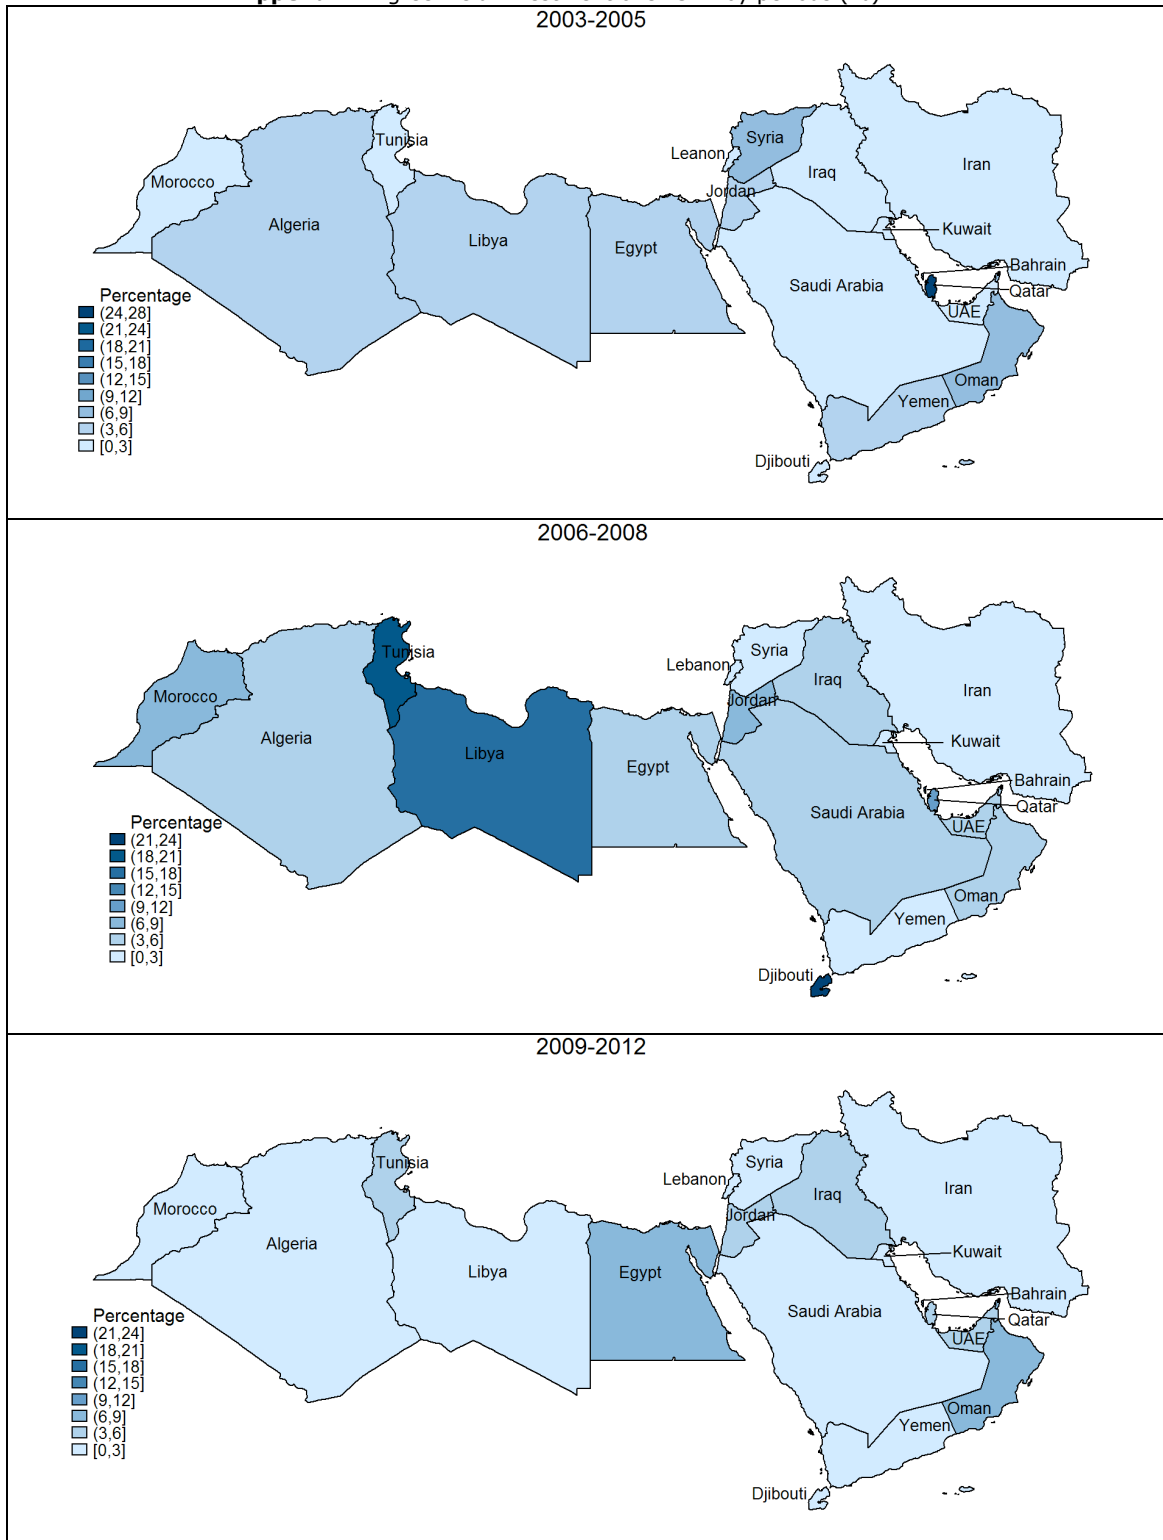 2003-2005
Tunisia
Syria
Leanon
Morocco
Iraq
Iran
Jordan
Algeria
Libya
Egypt
Kuwait
Saudi Arabia
Bahrain
Qatar
UAE
Oman
Yemen
Djibouti
Percentage
(24,28]
(21,24]
(18,21]
(15,18]
(12,15]
(9,12]
(6,9]
(3,6]
[0,3]
2006-2008
Tunisia
Syria
Lebanon
Morocco
Iraq
Iran
Jordan
Algeria
Libya
Egypt
Kuwait
Saudi Arabia
Bahrain
Qatar
UAE
Oman
Yemen
Djibouti
Percentage
(21,24]
(18,21]
(15,18]
(12,15]
(9,12]
(6,9]
(3,6]
[0,3]
2009-2012
Tunisia
Syria
Lebanon
Morocco
Iraq
Iran
Jordan
Algeria
Libya
Egypt
Kuwait
Saudi Arabia
Bahrain
Qatar
UAE
Oman
Yemen
Djibouti
Percentage
(21,24]
(18,21]
(15,18]
(12,15]
(9,12]
(6,9]
(3,6]
[0,3]